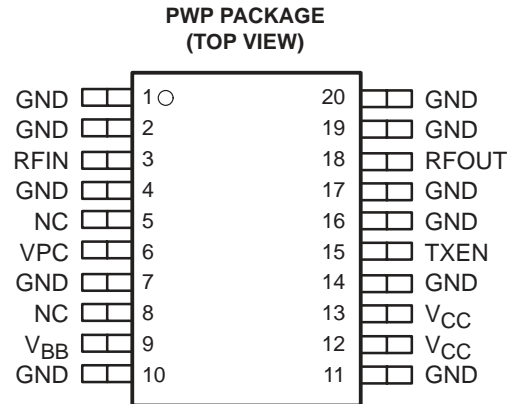 PWP PACKAGE
(TOP VIEW)
GND 1 20 GND
GND 2 19 GND
RFIN 3 18 RFOUT
GND 4 17 GND
NC 5 16 GND
VPC 6 15 TXEN
GND 7 14 GND
NC 8 13 VCC
VBB 9 12 VCC
GND 10 11 GND